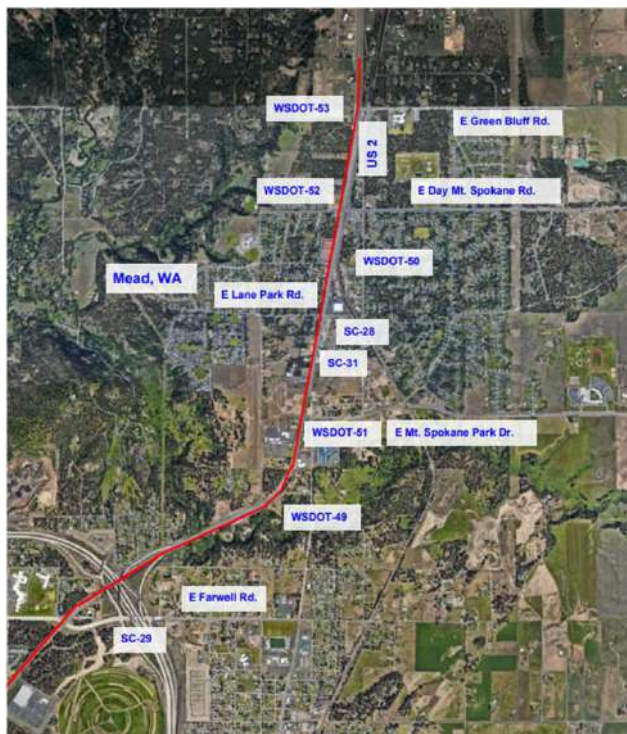 WSDOT-53
E Green Bluff Rd.
US 2
WSDOT-52
E Day Mt. Spokane Rd.
WSDOT-50
Mead, WA
E Lane Park Rd.
SC-28
SC-31
WSDOT-51
E Mt. Spokane Park Dr.
WSDOT-49
E Farwell Rd.
SC-29